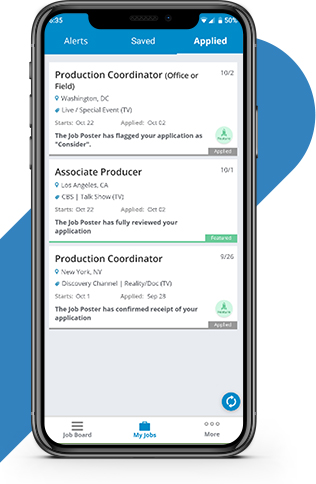 6:35
50%
Alerts Saved Applied
Production Coordinator (Office or 10/2
Field)
Washington, DC
Live / Special Event (TV)
Starts: Oct 22 Applied: Oct 02
The Job Poster has flagged your application as
"Consider".
Applied
Associate Producer 10/1
Los Angeles, CA
CBS | Talk Show (TV)
Starts: Oct 22 Applied: Oct 02
The Job Poster has fully reviewed your
application
Featured
Production Coordinator 9/26
New York, NY
Discovery Channel | Reality/Doc (TV)
Starts: Oct 1 Applied: Sep 28
The Job Poster has confirmed receipt of your
application
Applied
Job Board My Jobs More